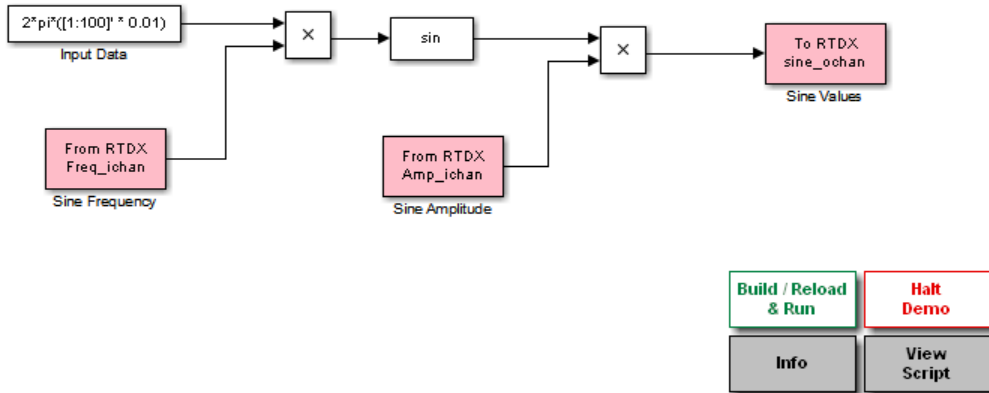 2*pi*([1:100]' * 0.01)
Input Data
×
sin
×
To RTDX
sine_ochan
Sine Values
From RTDX
Freq_ichan
Sine Frequency
From RTDX
Amp_ichan
Sine Amplitude
Build / Reload
& Run
Halt
Demo
Info
View
Script